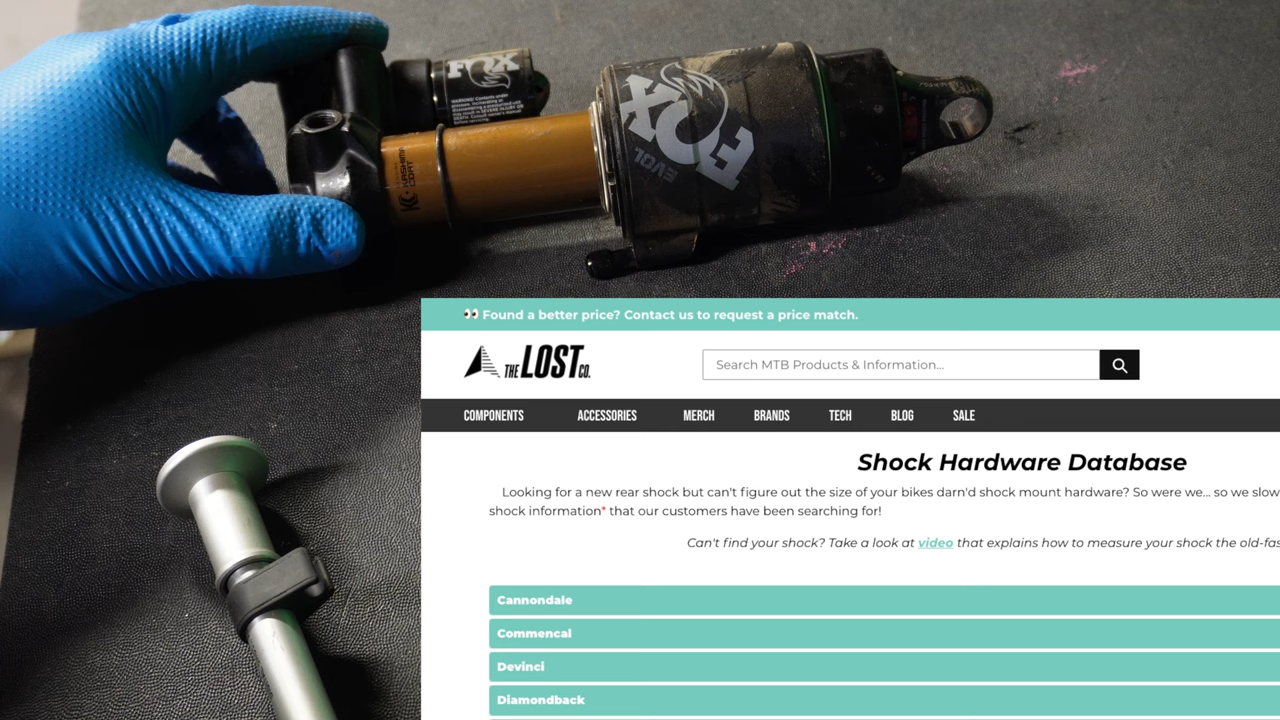 FOX
WARNING! Contents under
KASHIMA
COAT
FOX
EVOL
👀 Found a better price? Contact us to request a price match.
THE LOST CO.
Search MTB Products & Information...
COMPONENTS ACCESSORIES MERCH BRANDS TECH BLOG SALE
Shock Hardware Database
Looking for a new rear shock but can't figure out the size of your bikes darn'd shock mount hardware? So were we... so we slow
shock information* that our customers have been searching for!
Can't find your shock? Take a look at video that explains how to measure your shock the old-fas
Cannondale
Commencal
Devinci
Diamondback